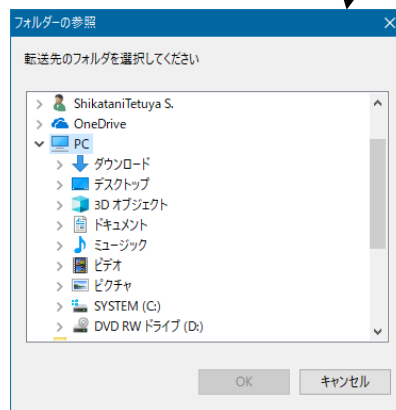 フォルダーの参照
転送先のフォルダを選択してください
ShikataniTetuya S.
OneDrive
PC
ダウンロード
デスクトップ
3D オブジェクト
ドキュメント
ミュージック
ビデオ
ピクチャ
SYSTEM (C:)
DVD RW ドライブ (D:)
OK キャンセル